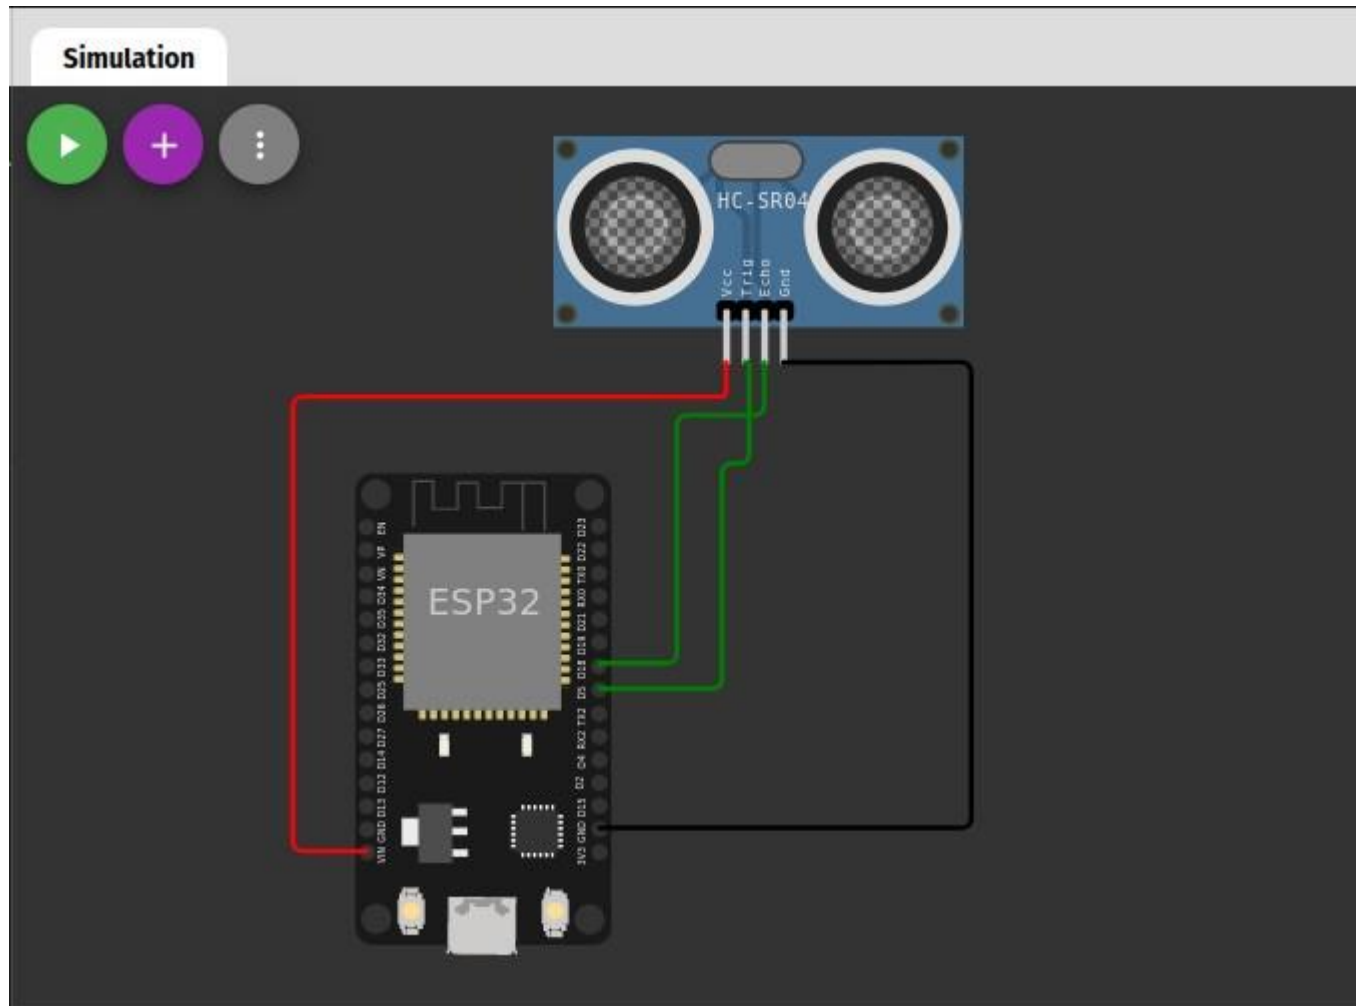 Simulation
HC-SR04
Vcc
Trig
Echo
Gnd
ESP32
EN
VP
VN
D34
D35
D32
D33
D25
D26
D27
D14
D12
D13
GND
VIN
D23
D22
TX0
RX0
D21
D19
D18
D5
TX2
RX2
D4
D2
D15
GND
3V3